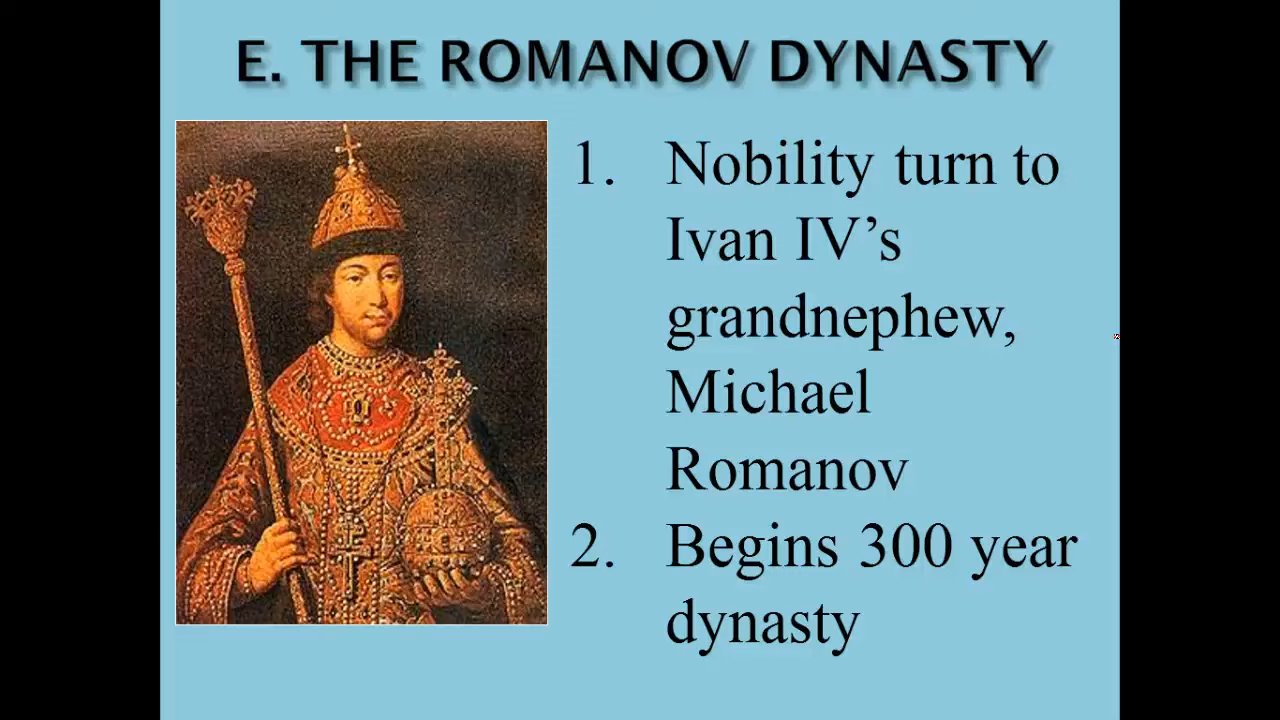 E. THE ROMANOV DYNASTY
1. Nobility turn to
Ivan IV’s
grandnephew,
Michael
Romanov
2. Begins 300 year
dynasty